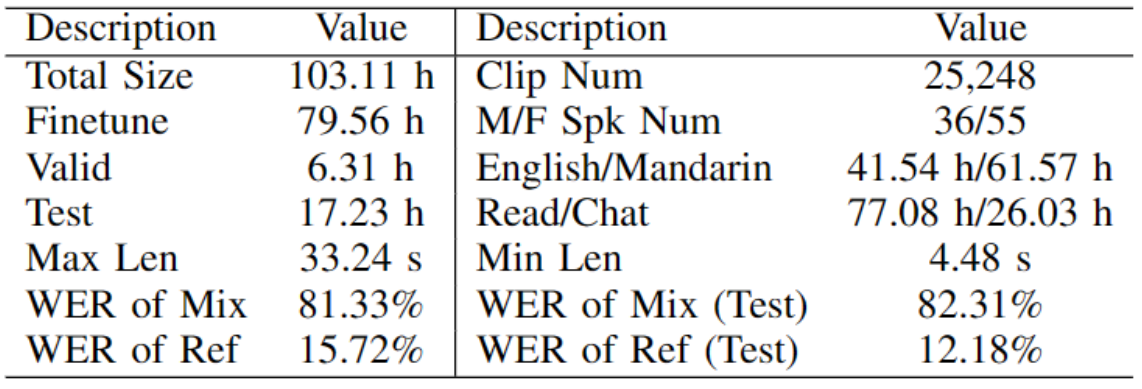 Description Value Description Value
Total Size 103.11 h Clip Num 25,248
Finetune 79.56 h M/F Spk Num 36/55
Valid 6.31 h English/Mandarin 41.54 h/61.57 h
Test 17.23 h Read/Chat 77.08 h/26.03 h
Max Len 33.24 s Min Len 4.48 s
WER of Mix 81.33% WER of Mix (Test) 82.31%
WER of Ref 15.72% WER of Ref (Test) 12.18%